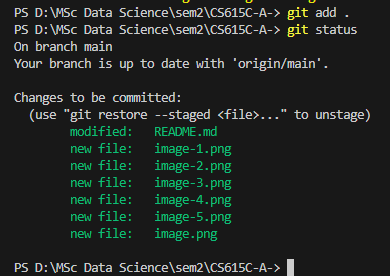 PS D:\MSc Data Science\sem2\CS615C-A-> git add .
PS D:\MSc Data Science\sem2\CS615C-A-> git status
On branch main
Your branch is up to date with 'origin/main'.

Changes to be committed:
  (use "git restore --staged <file>..." to unstage)
        modified:   README.md
        new file:   image-1.png
        new file:   image-2.png
        new file:   image-3.png
        new file:   image-4.png
        new file:   image-5.png
        new file:   image.png

PS D:\MSc Data Science\sem2\CS615C-A->